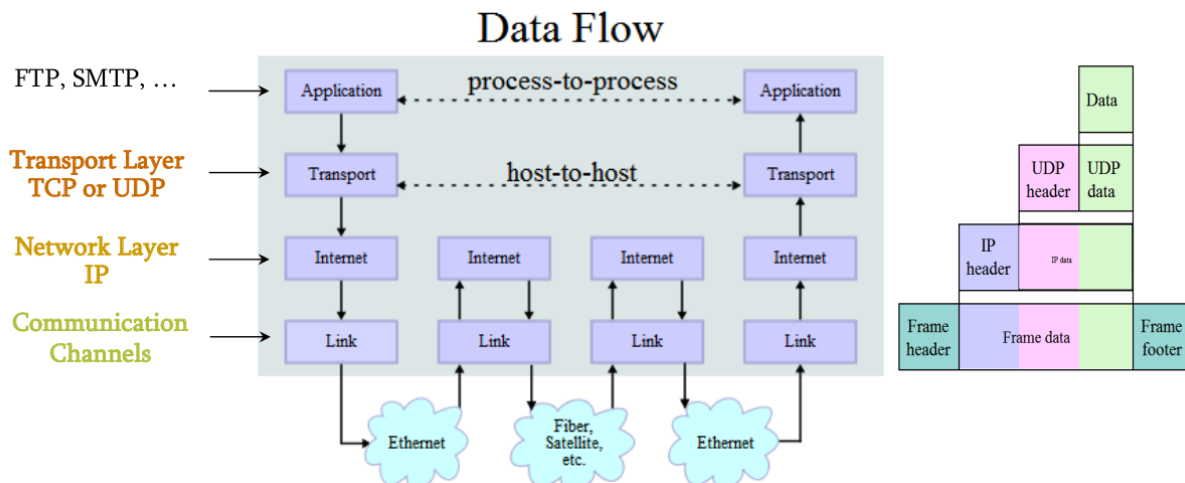 Data Flow
FTP, SMTP, …
Application
process-to-process
Application
Transport Layer
TCP or UDP
Transport
host-to-host
Transport
Network Layer
IP
Internet
Internet
Internet
Internet
Communication
Channels
Link
Link
Link
Link
Ethernet
Fiber,
Satellite,
etc.
Ethernet
Data
UDP
header
UDP
data
IP
header
IP data
Frame
header
Frame data
Frame
footer